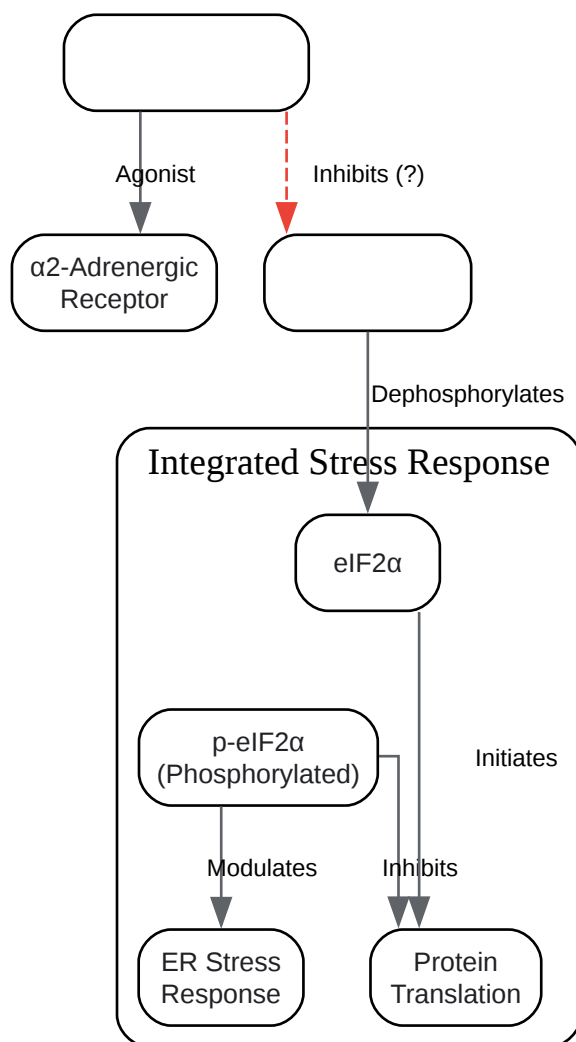 Agonist
Inhibits (?)
α2-Adrenergic
Receptor
Dephosphorylates
Integrated Stress Response
eIF2α
p-eIF2α
(Phosphorylated)
Initiates
Modulates
Inhibits
ER Stress
Response
Protein
Translation